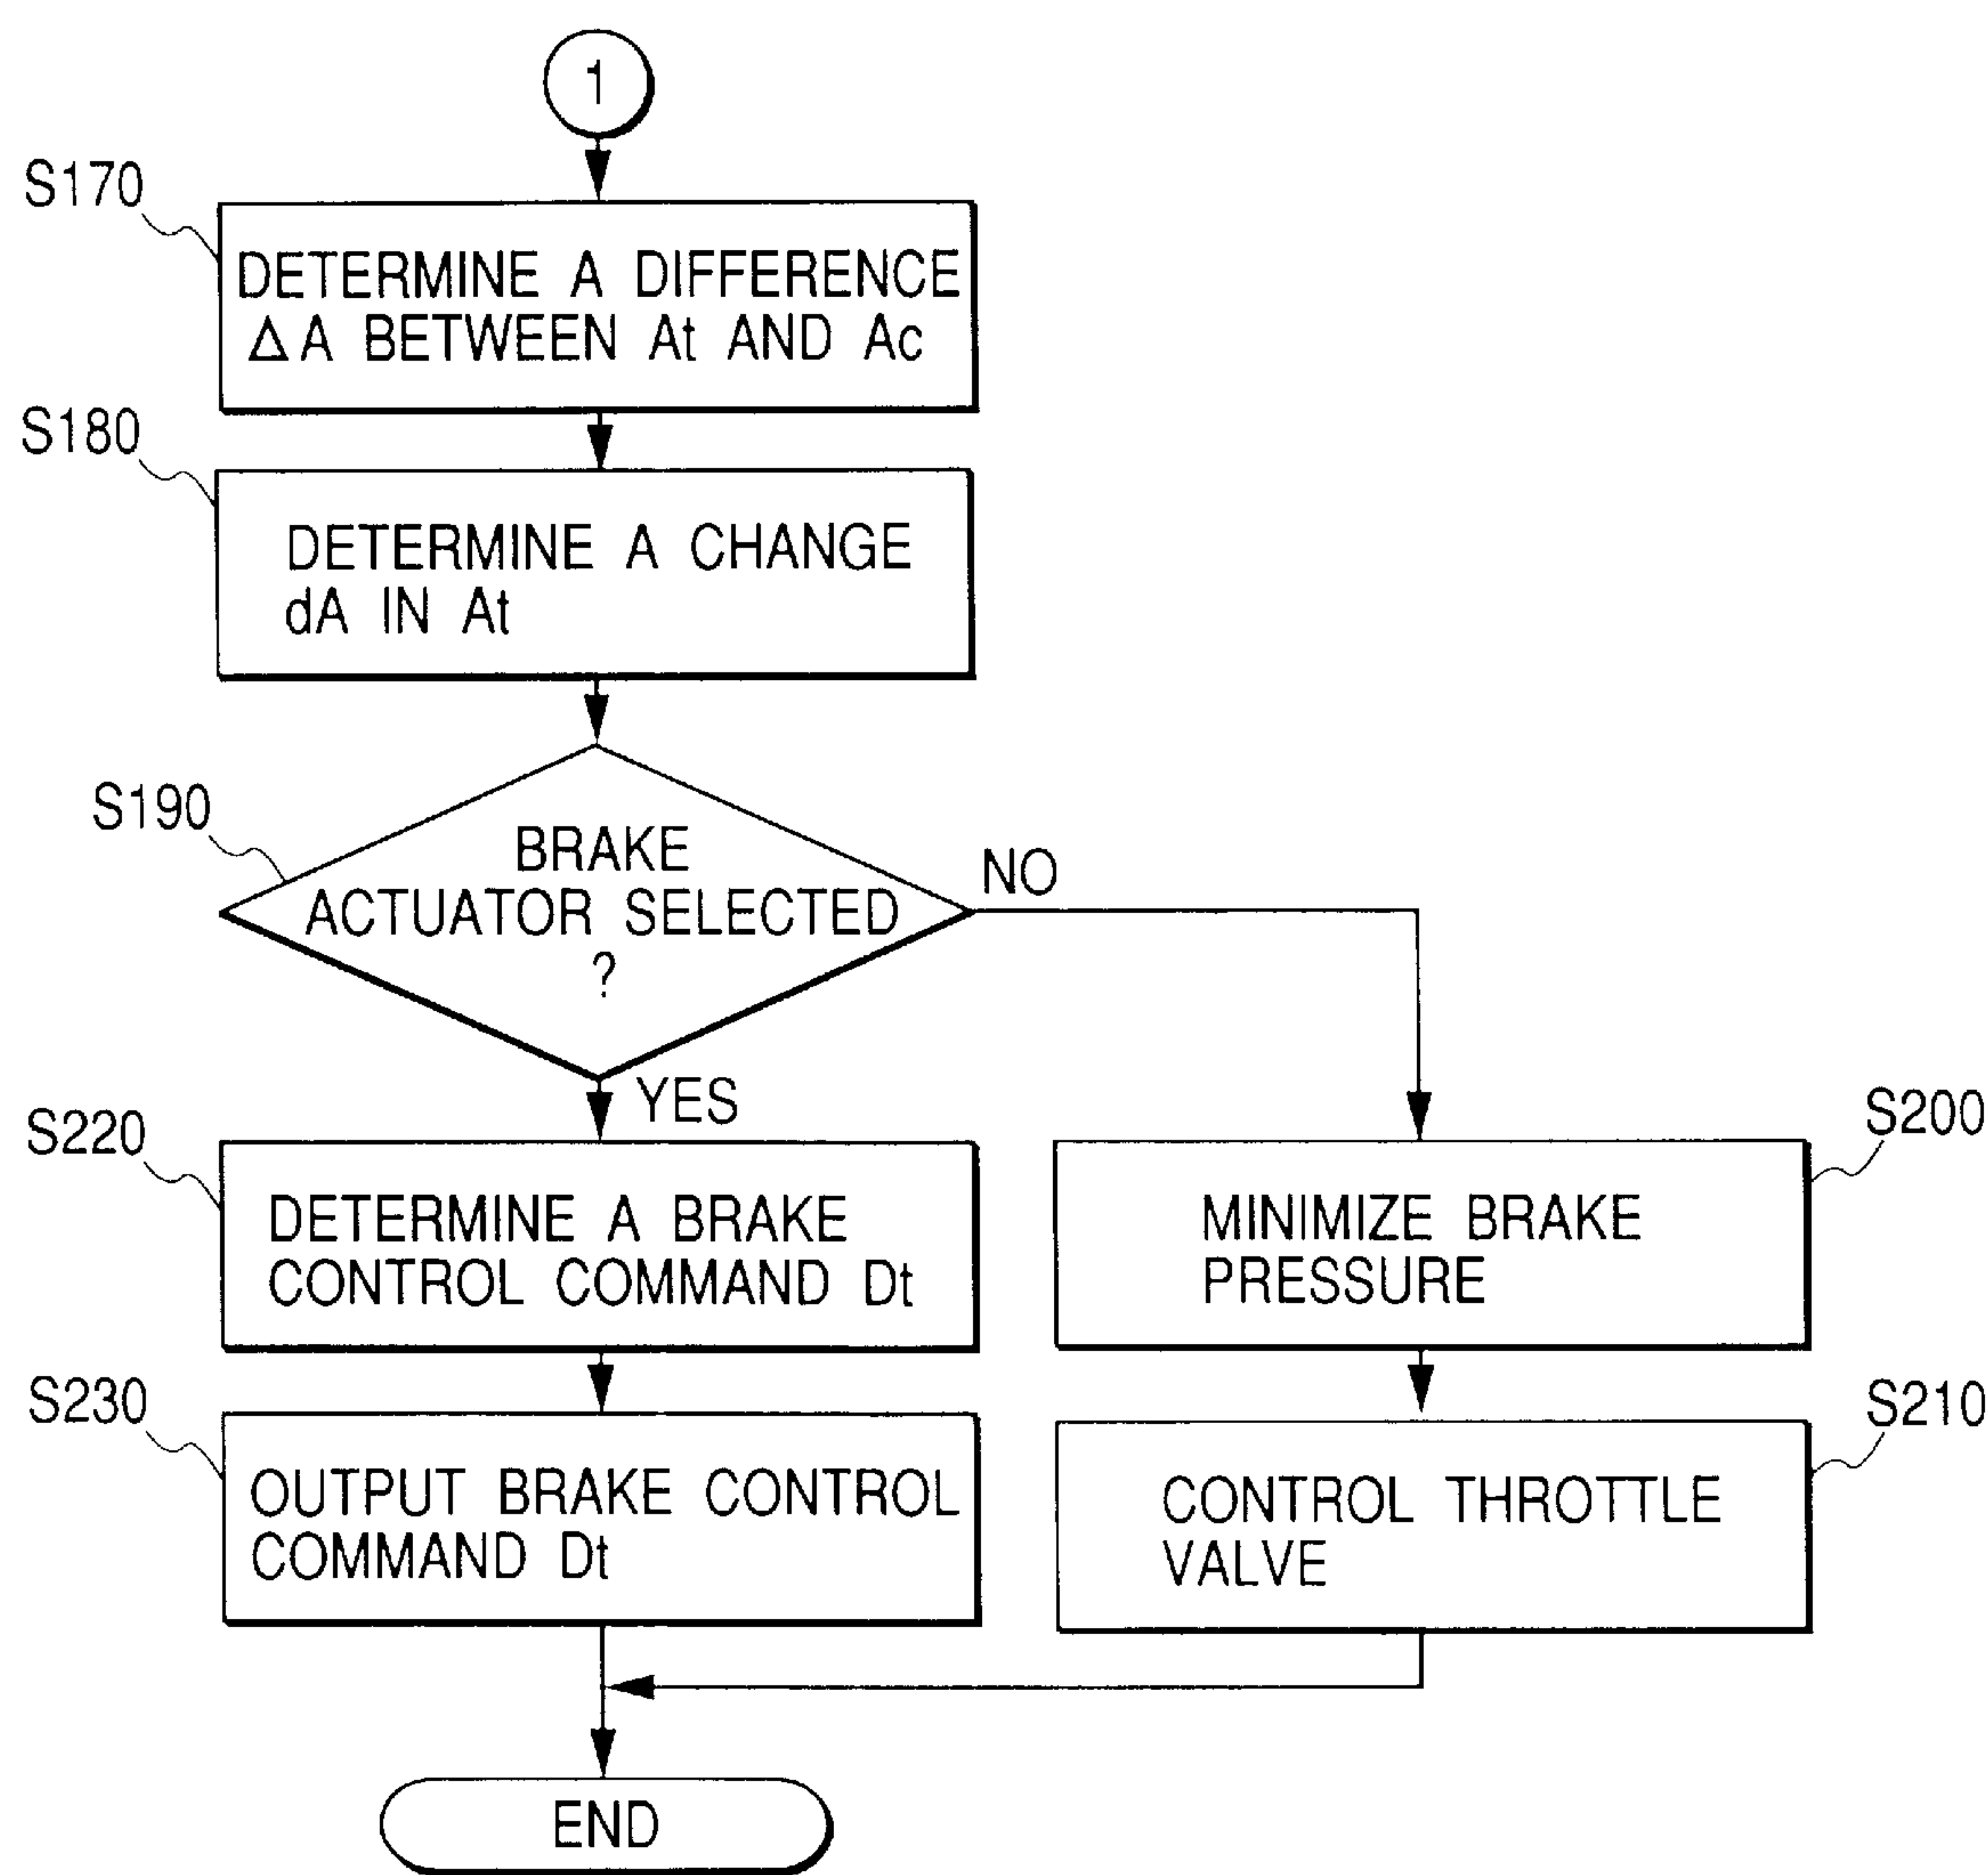 1
S170
DETERMINE A DIFFERENCE
ΔA BETWEEN At AND Ac
S180
DETERMINE A CHANGE
dA IN At
S190
BRAKE
ACTUATOR SELECTED
?
NO
YES
S220
DETERMINE A BRAKE
CONTROL COMMAND Dt
S200
MINIMIZE BRAKE
PRESSURE
S230
OUTPUT BRAKE CONTROL
COMMAND Dt
S210
CONTROL THROTTLE
VALVE
END